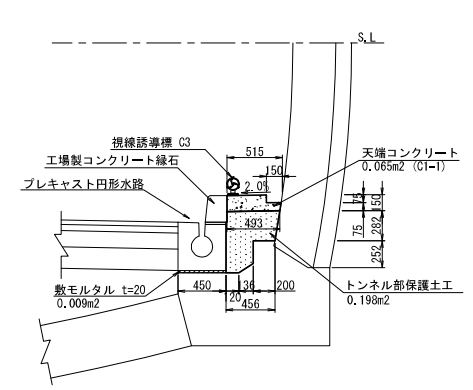 S.L
視線誘導標 C3
515
工場製コンクリート縁石
150
天端コンクリート
0.065m2 (C1-1)
プレキャスト円形水路
2.0%
75
150
493
75
282
252
敷モルタル t=20
0.009m2
450
136
200
120
456
トンネル部保護土工
0.198m2